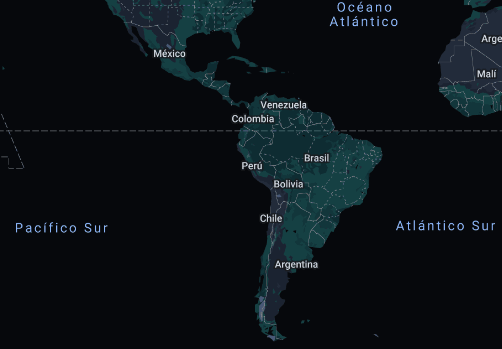 Océano
Atlántico
Arge
México
Malí
Venezuela
Colombia
Brasil
Perú
Bolivia
Chile
Pacífico Sur
Atlántico Sur
Argentina